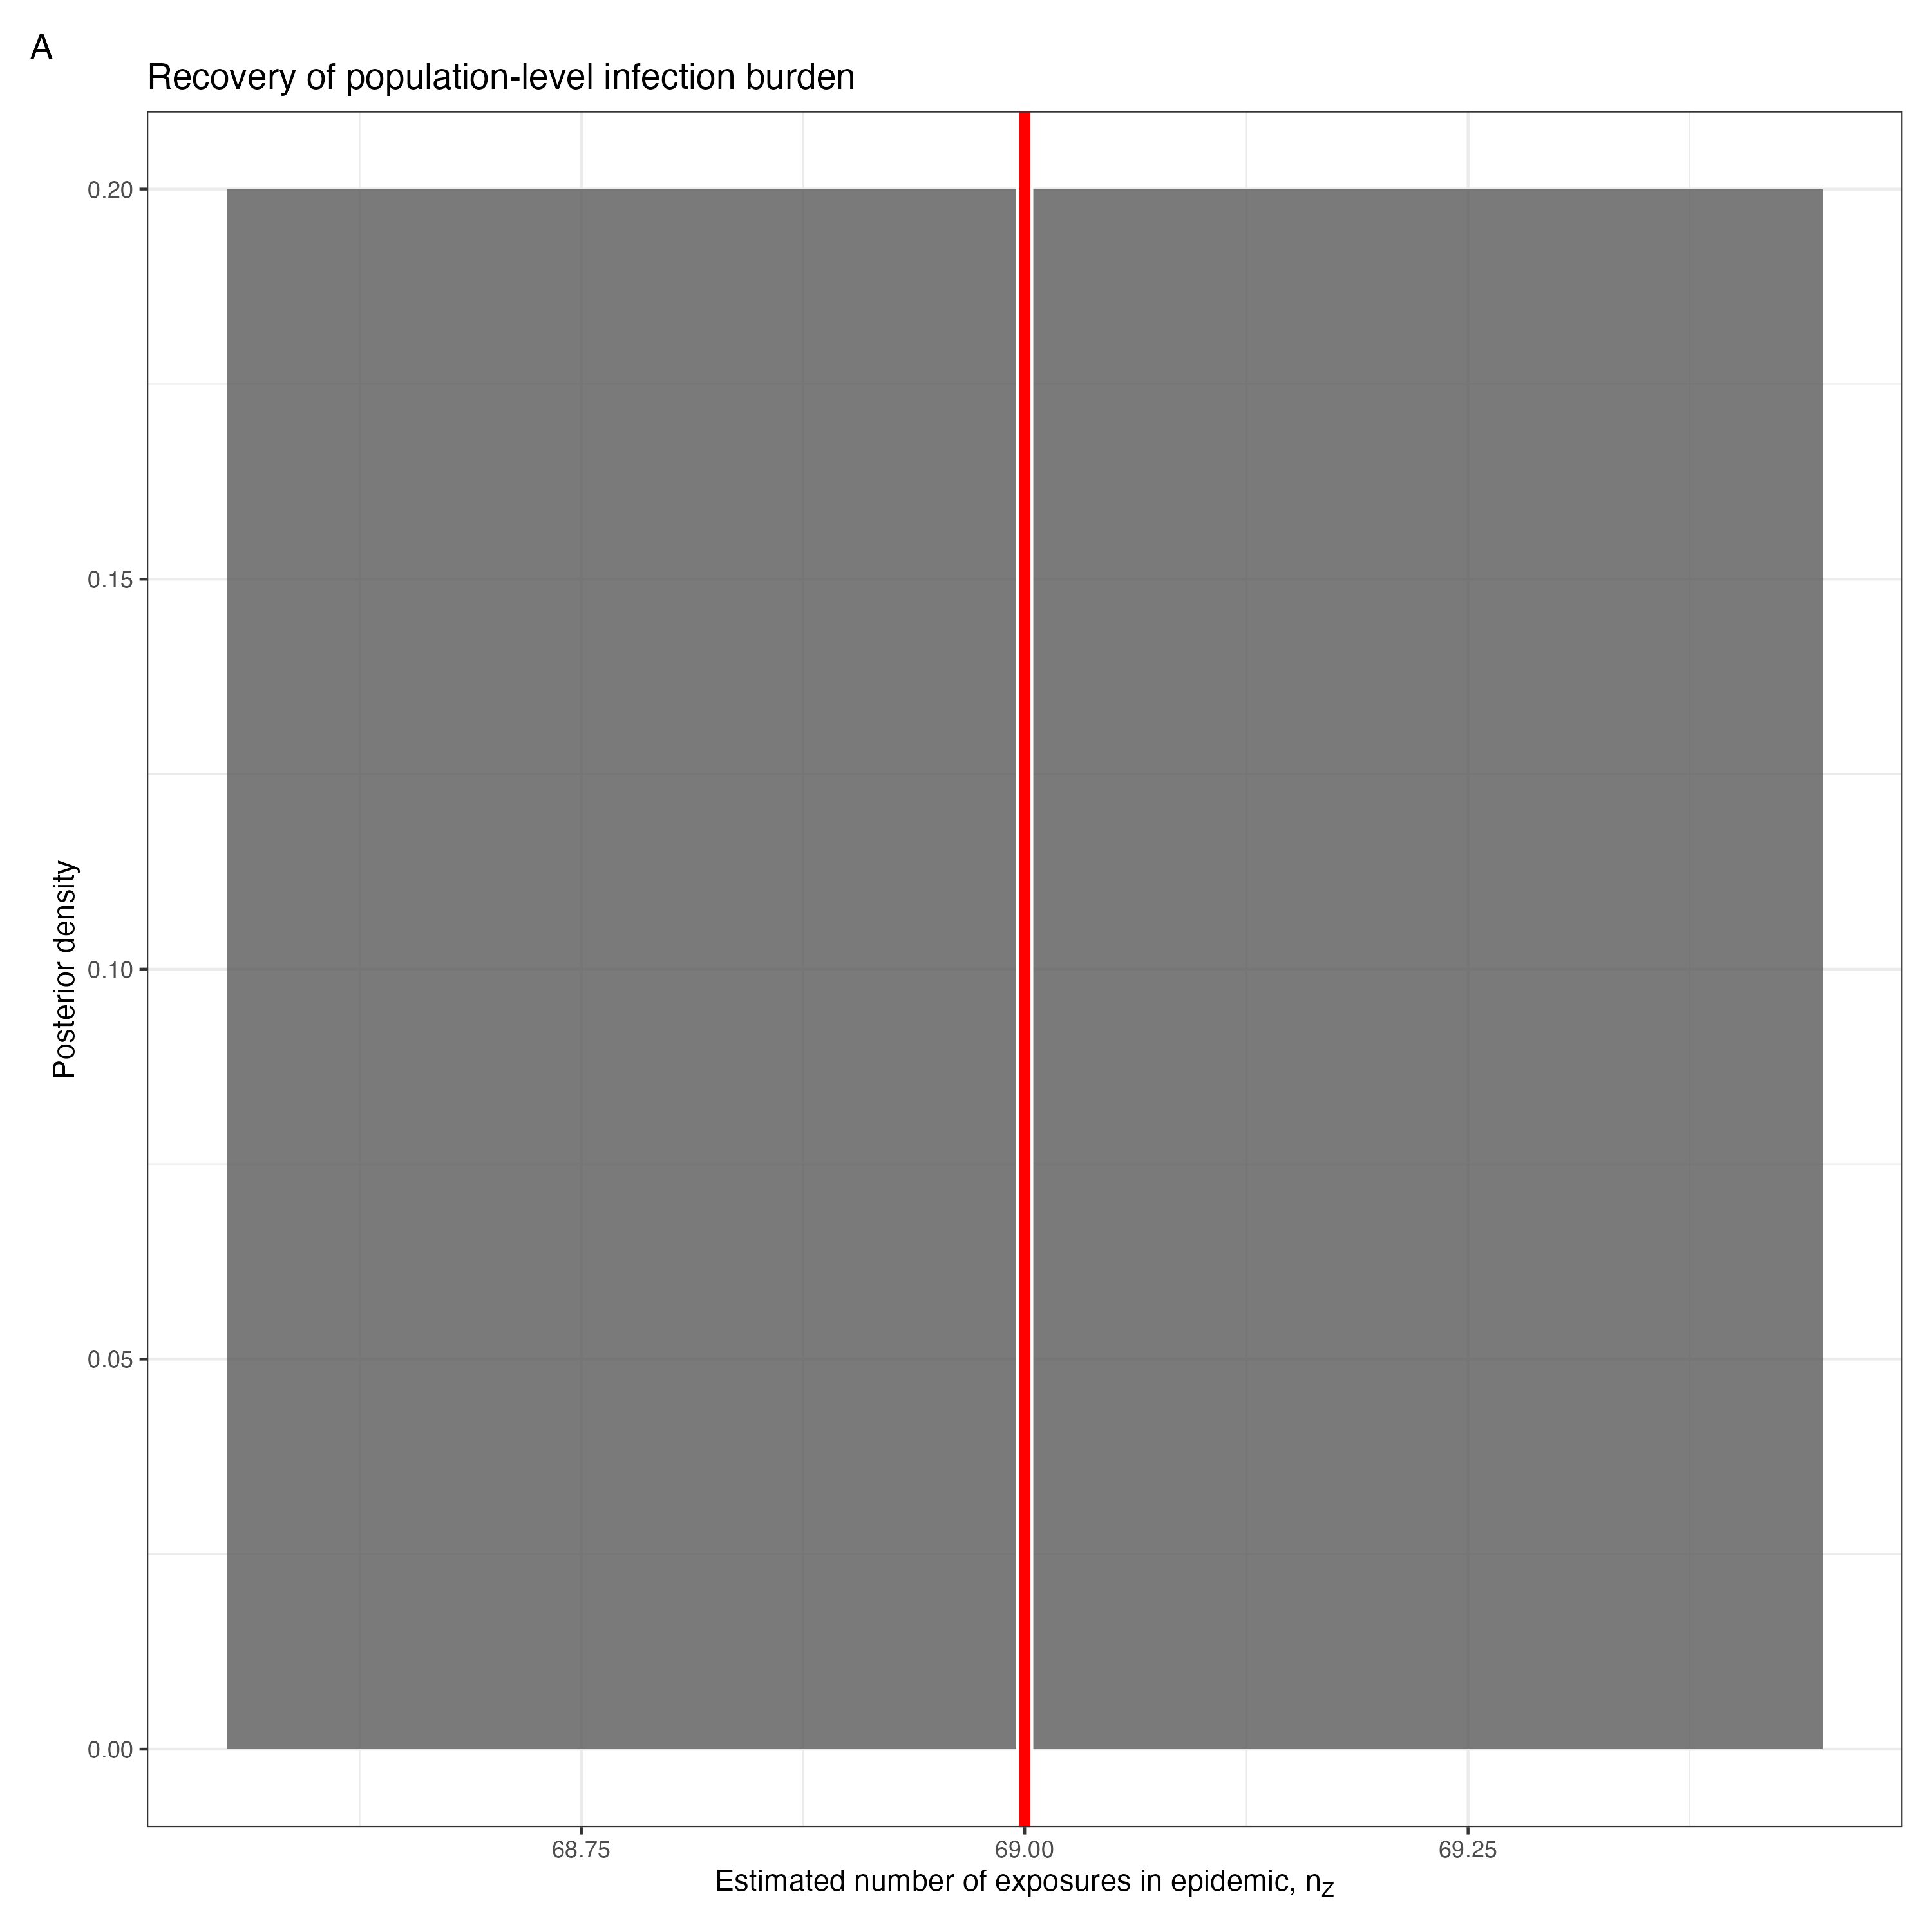 A
Recovery of population-level infection burden
0.20
0.15
0.10
0.05
0.00
Posterior density
68.75 69.00 69.25
Estimated number of exposures in epidemic, nZ